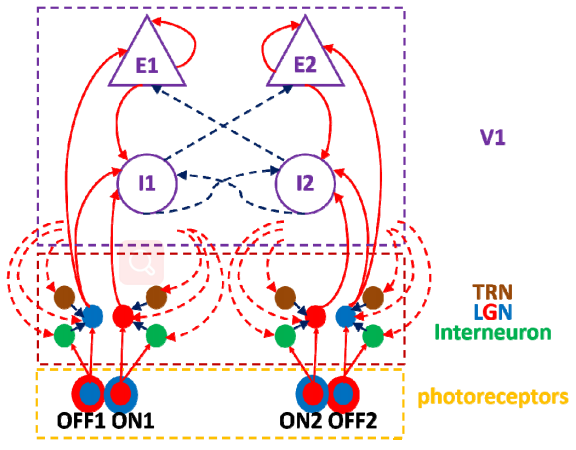 E1 E2
V1
I1 I2
TRN
LGN
Interneuron
photoreceptors
OFF1 ON1 ON2 OFF2